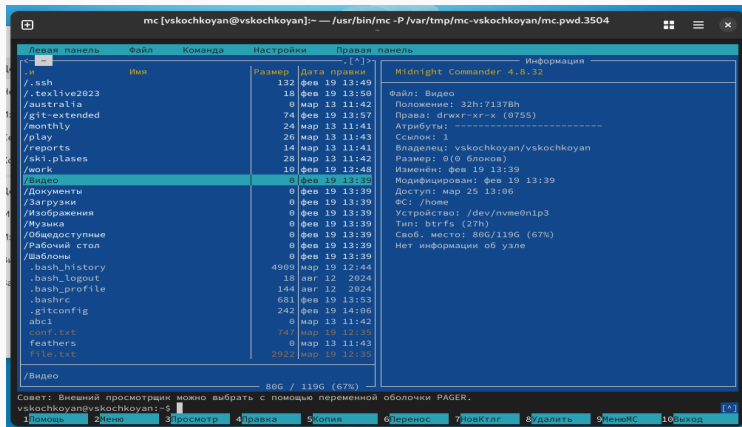 mc [vskochkoyan@vskochkoyan]:~ — /usr/bin/mc -P /var/tmp/mc-vskochkoyan/mc.pwd.3504
Левая панель Файл Команда Настройки Правая панель
<- ~ .[^]>
.и Имя Размер Дата правки
/.ssh 132 фев 19 13:49
/.texlive2023 18 фев 19 13:50
/australia 0 мар 13 11:42
/git-extended 74 фев 19 13:57
/monthly 24 мар 13 11:41
/play 26 мар 13 11:43
/reports 14 мар 13 11:41
/ski.plases 28 мар 13 11:42
/work 10 фев 19 13:48
/Видео 0 фев 19 13:39
/Документы 0 фев 19 13:39
/Загрузки 0 фев 19 13:39
/Изображения 0 фев 19 13:39
/Музыка 0 фев 19 13:39
/Общедоступные 0 фев 19 13:39
/Рабочий стол 0 фев 19 13:39
/Шаблоны 0 фев 19 13:39
.bash_history 4909 мар 19 12:44
.bash_logout 18 авг 12 2024
.bash_profile 144 авг 12 2024
.bashrc 681 фев 19 13:53
.gitconfig 242 фев 19 14:06
abc1 0 мар 13 11:42
conf.txt 747 мар 19 12:35
feathers 0 мар 13 11:43
file.txt 2922 мар 19 12:35
/Видео
80G / 119G (67%)
Информация
Midnight Commander 4.8.32
Файл: Видео
Положение: 32h:7137Bh
Права: drwxr-xr-x (0755)
Атрибуты: ------------------------
Ссылок: 1
Владелец: vskochkoyan/vskochkoyan
Размер: 0(0 блоков)
Изменён: фев 19 13:39
Модифицирован: фев 19 13:39
Доступ: мар 25 13:06
ФС: /home
Устройство: /dev/nvme0n1p3
Тип: btrfs (27h)
Своб. место: 80G/119G (67%)
Нет информации об узле
Совет: Внешний просмотрщик можно выбрать с помощью переменной оболочки PAGER.
vskochkoyan@vskochkoyan:~$ [^]
1Помощь 2Меню 3Просмотр 4Правка 5Копия 6Перенос 7НовКтлг 8Удалить 9МенюMC 10Выход